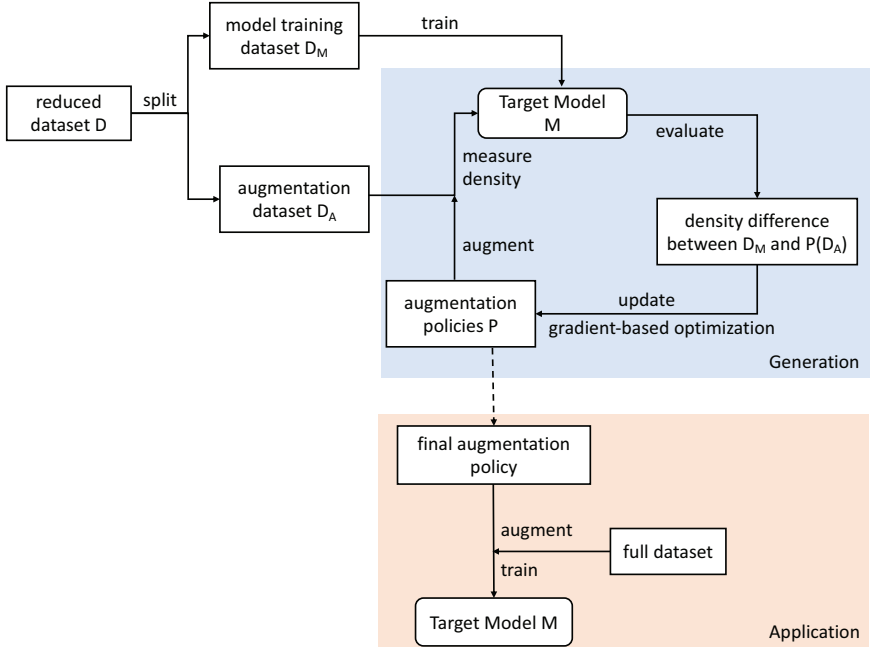 model training
dataset D_M
train
reduced
dataset D
split
Target Model
M
evaluate
measure
density
augmentation
dataset D_A
density difference
between D_M and P(D_A)
augment
augmentation
policies P
update
gradient-based optimization
Generation
final augmentation
policy
augment
full dataset
train
Target Model M
Application